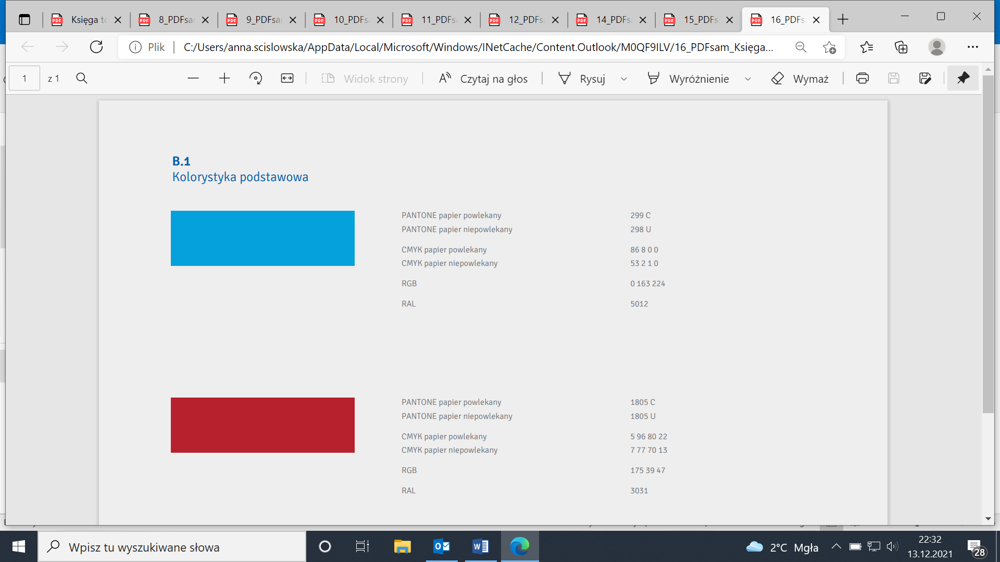 Księga to
8_PDFsa
9_PDFsa
10_PDFs
11_PDFs
12_PDFs
14_PDFs
15_PDFs
16_PDFs
Plik
C:/Users/anna.scislowska/AppData/Local/Microsoft/Windows/INetCache/Content.Outlook/M0QF9ILV/16_PDFsam_Księga...
1
z 1
Widok strony
Czytaj na głos
Rysuj
Wyróżnienie
Wymaż
B.1
Kolorystyka podstawowa
PANTONE papier powlekany 299 C
PANTONE papier niepowlekany 298 U
CMYK papier powlekany 86 8 0 0
CMYK papier niepowlekany 53 2 1 0
RGB 0 163 224
RAL 5012
PANTONE papier powlekany 1805 C
PANTONE papier niepowlekany 1805 U
CMYK papier powlekany 5 96 80 22
CMYK papier niepowlekany 7 77 70 13
RGB 175 39 47
RAL 3031
Wpisz tu wyszukiwane słowa
2°C Mgła
22:32
13.12.2021
28